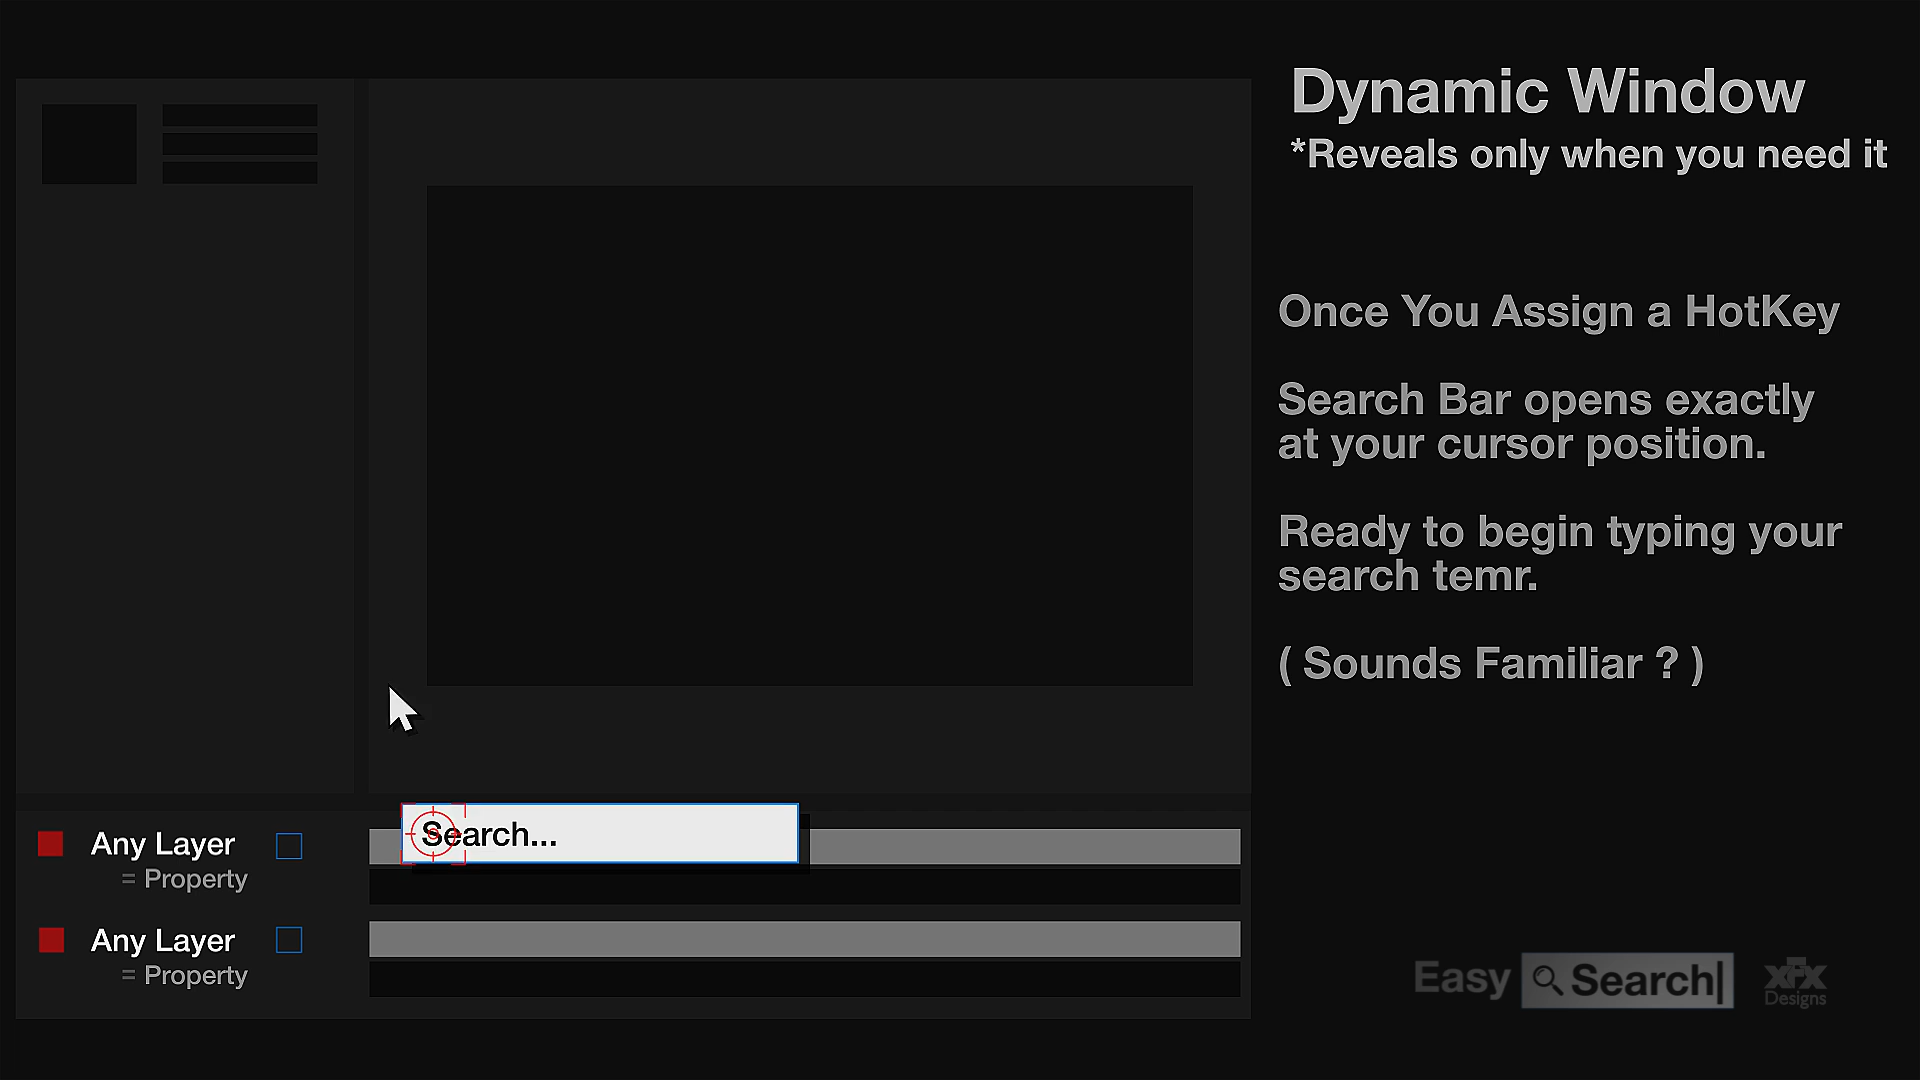 Dynamic Window
*Reveals only when you need it
Once You Assign a HotKey
Search Bar opens exactly
at your cursor position.
Ready to begin typing your
search temr.
( Sounds Familiar ? )
Search...
Any Layer
= Property
Any Layer
= Property
Easy Search
xFx
Designs